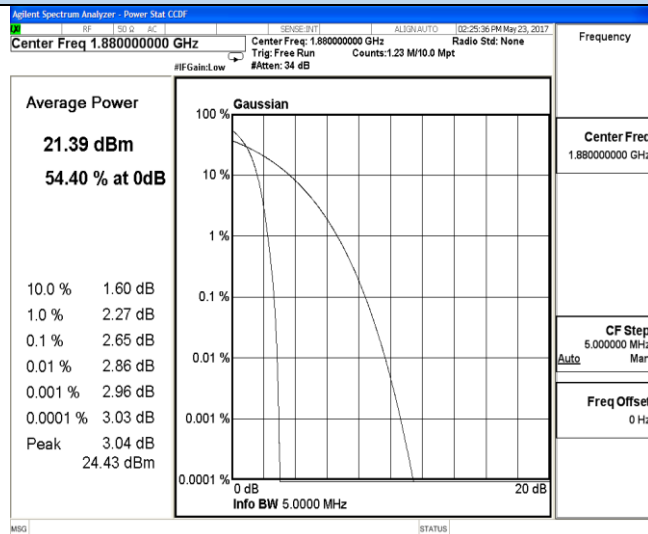 Agilent Spectrum Analyzer - Power Stat CCDF
RF 50 Ω AC SENSE:INT ALIGNAUTO 02:25:36 PM May 23, 2017
Center Freq 1.880000000 GHz
Center Freq: 1.880000000 GHz Radio Std: None
Trig: Free Run Counts:1.23 M/10.0 Mpt
#IFGain:Low #Atten: 34 dB
Frequency
Average Power
21.39 dBm
54.40 % at 0dB
10.0 % 1.60 dB
1.0 % 2.27 dB
0.1 % 2.65 dB
0.01 % 2.86 dB
0.001 % 2.96 dB
0.0001 % 3.03 dB
Peak 3.04 dB
24.43 dBm
Gaussian
100 %
10 %
1 %
0.1 %
0.01 %
0.001 %
0.0001 %
0 dB 20 dB
Info BW 5.0000 MHz
Center Freq
1.880000000 GHz
CF Step
5.000000 MHz
Auto Man
Freq Offset
0 Hz
MSG STATUS